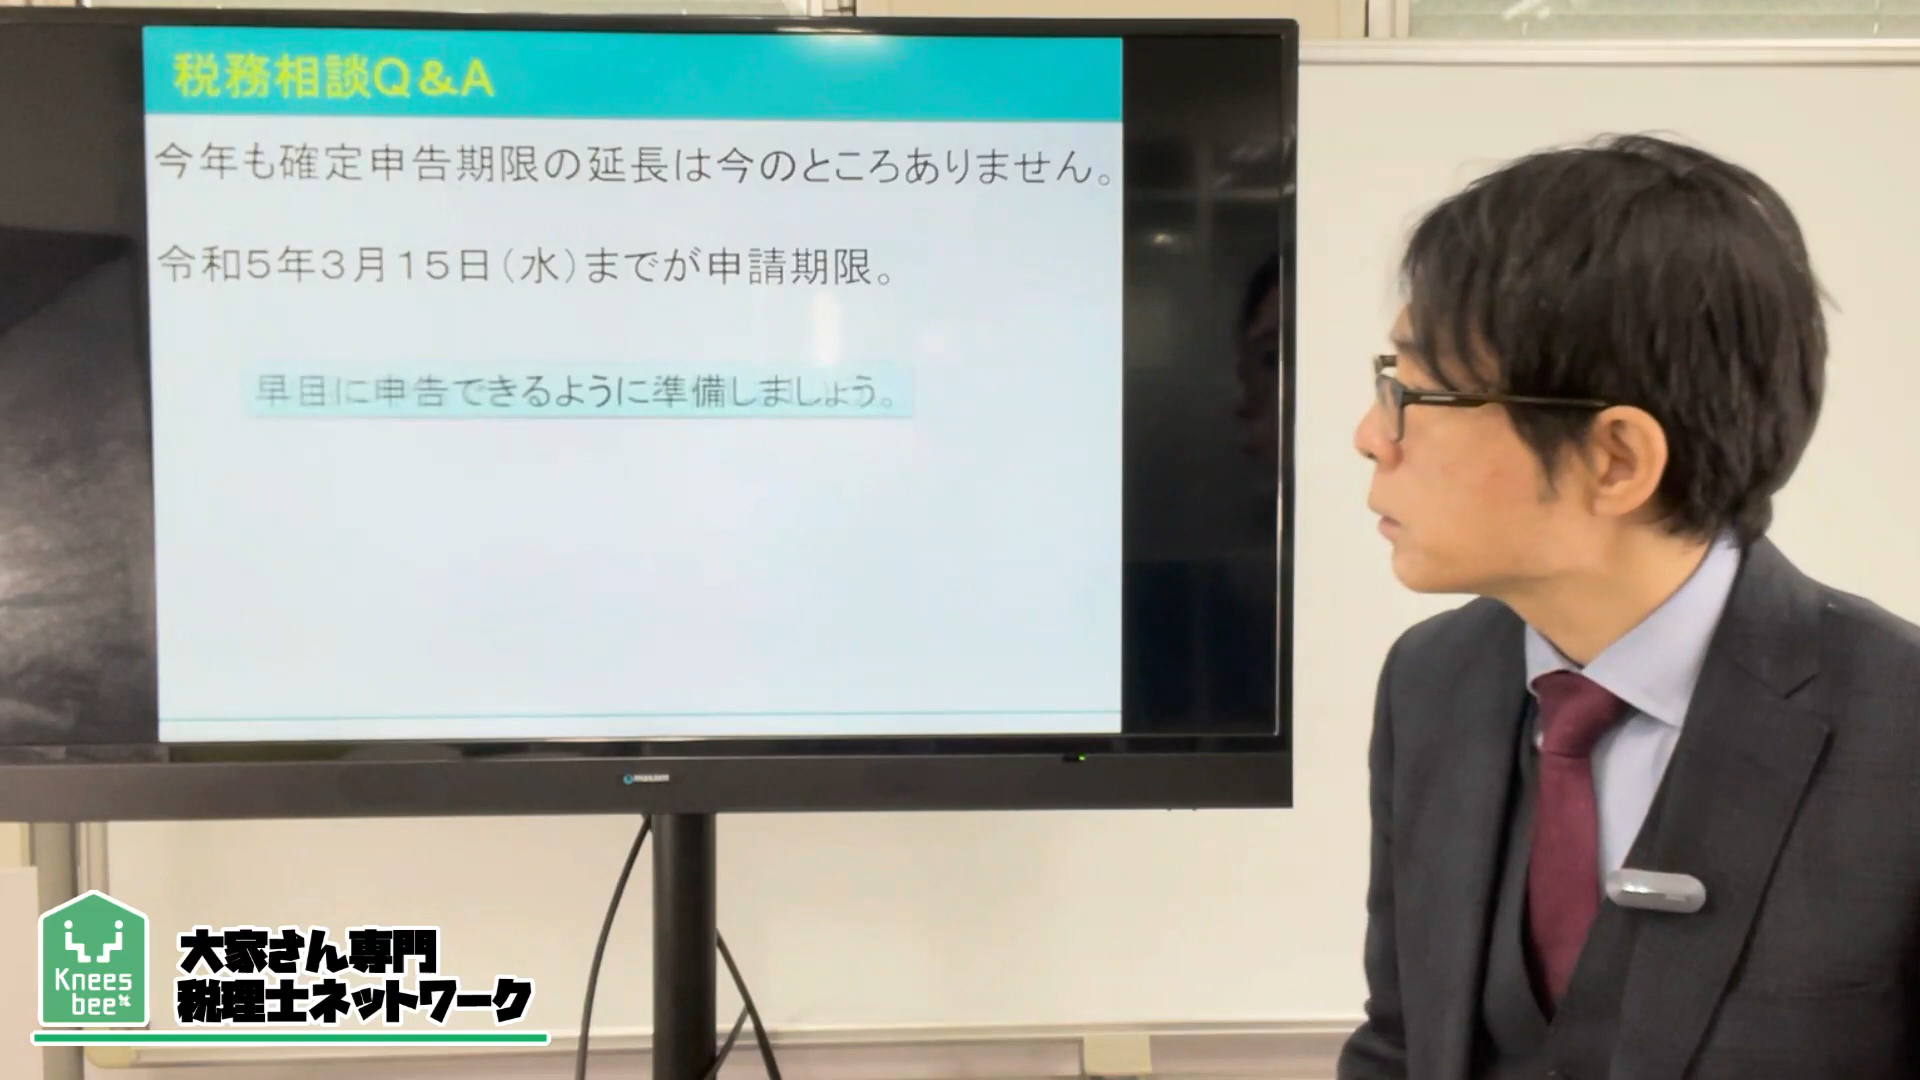 税務相談Q&A
今年も確定申告期限の延長は今のところありません。
令和5年3月15日(水)までが申請期限。
早目に申告できるように準備しましょう。
Knees
bee
大家さん専門
税理士ネットワーク